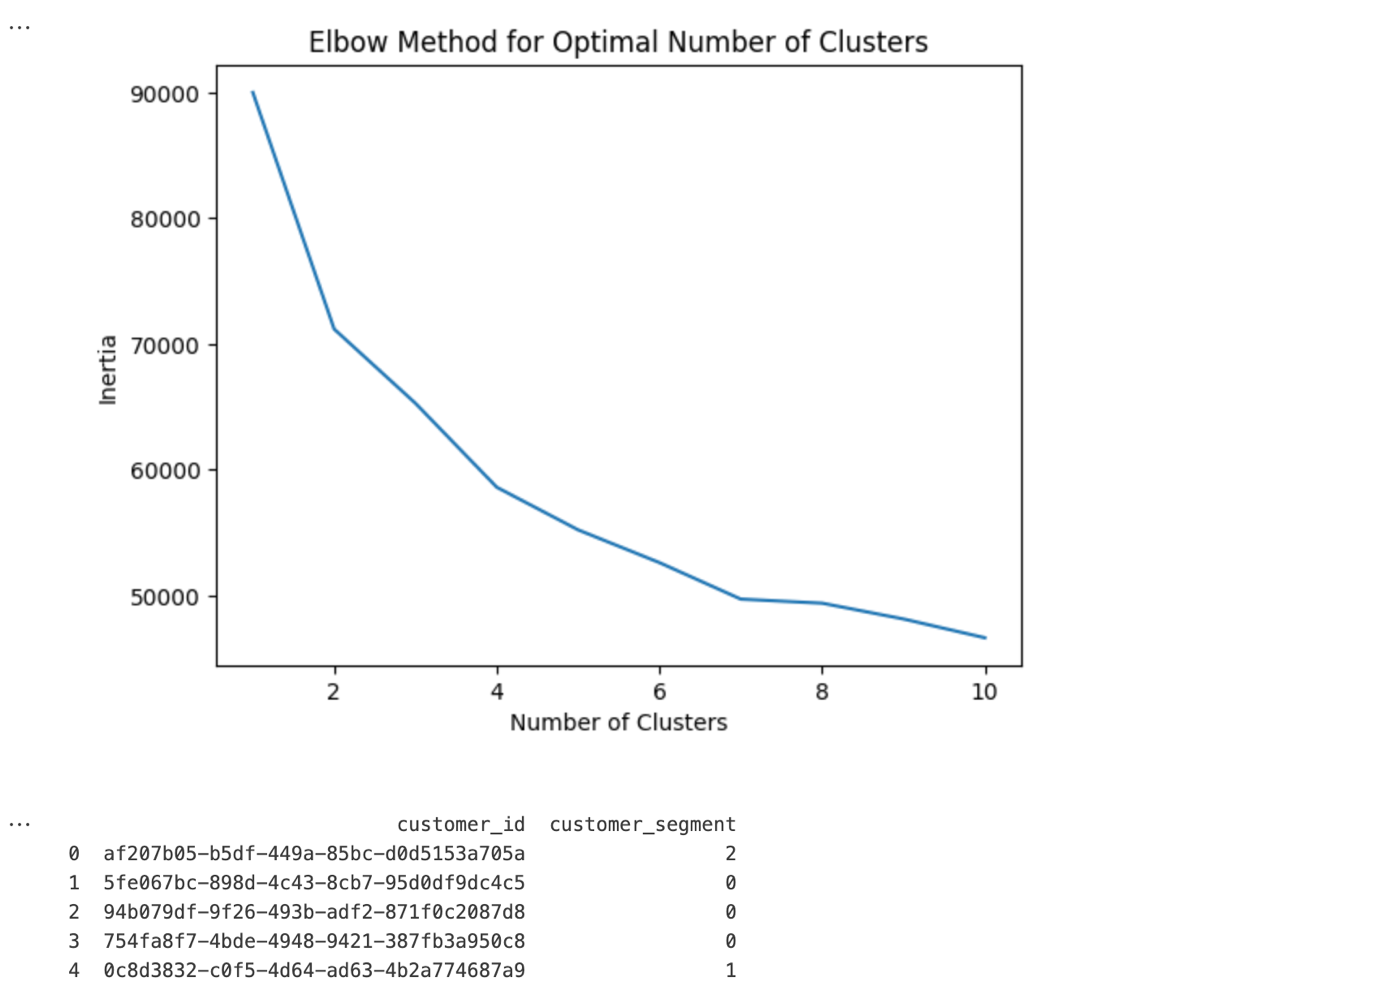 ...
Elbow Method for Optimal Number of Clusters
90000
80000
70000
60000
50000
Inertia
2 4 6 8 10
Number of Clusters
...
customer_id customer_segment
0 af207b05-b5df-449a-85bc-d0d5153a705a 2
1 5fe067bc-898d-4c43-8cb7-95d0df9dc4c5 0
2 94b079df-9f26-493b-adf2-871f0c2087d8 0
3 754fa8f7-4bde-4948-9421-387fb3a950c8 0
4 0c8d3832-c0f5-4d64-ad63-4b2a774687a9 1